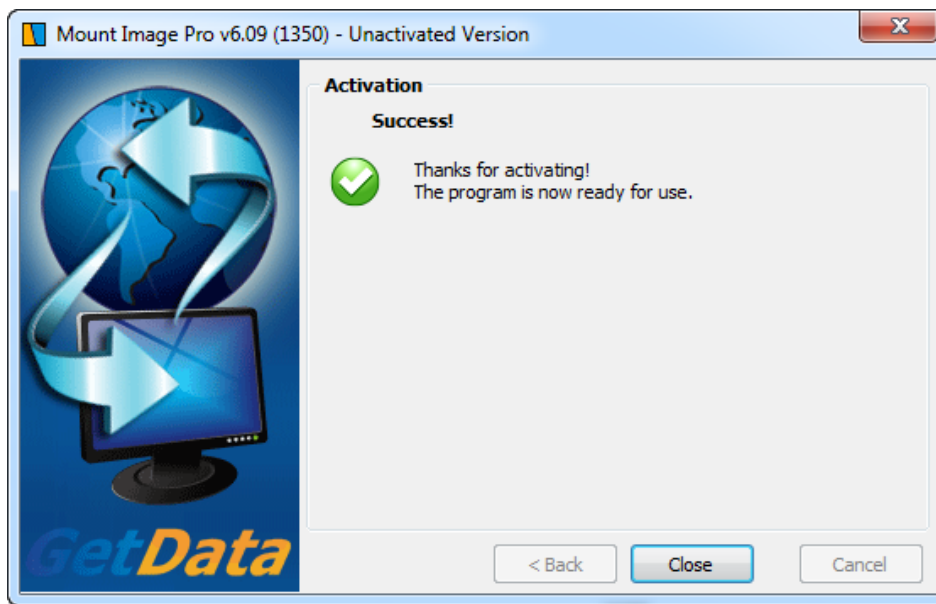 Mount Image Pro v6.09 (1350) - Unactivated Version
Activation
Success!
Thanks for activating!
The program is now ready for use.
GetData
< Back
Close
Cancel